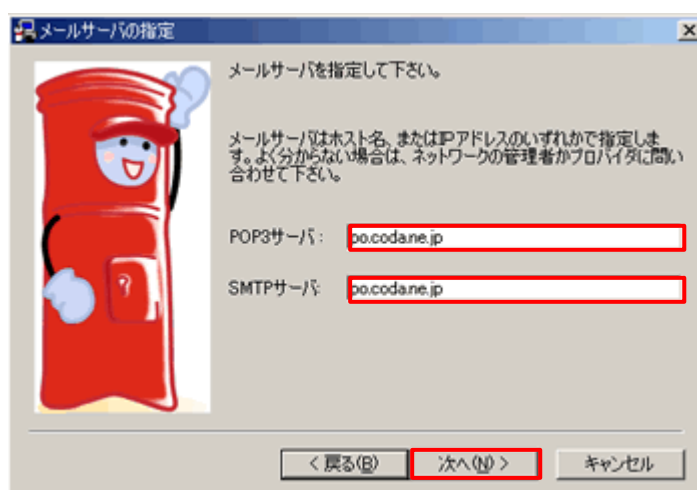 メールサーバの指定
メールサーバを指定して下さい。
メールサーバはホスト名、またはIPアドレスのいずれかで指定しま
す。よく分からない場合は、ネットワークの管理者かプロバイダに問い
合わせて下さい。
POP3サーバ:
po.coda.ne.jp
SMTPサーバ:
po.coda.ne.jp
< 戻る(B)
次へ(N) >
キャンセル